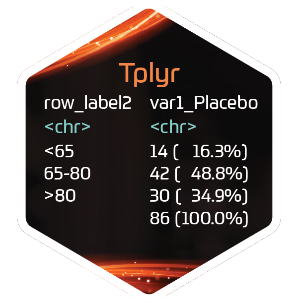 Tplyr
row_label2 var1_Placebo
<chr> <chr>
<65 14 ( 16.3%)
65-80 42 ( 48.8%)
>80 30 ( 34.9%)
86 (100.0%)